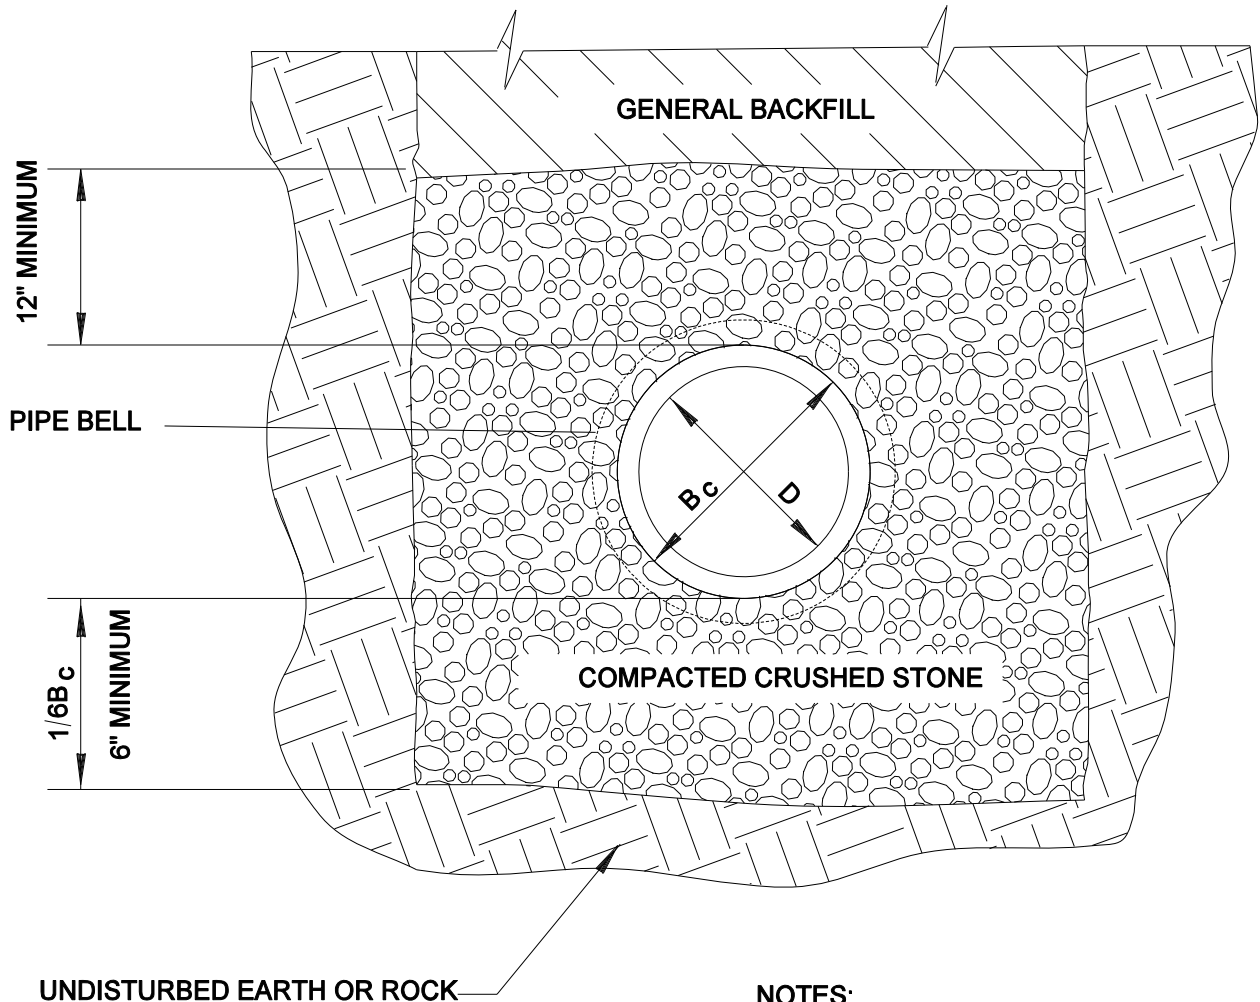 GENERAL BACKFILL
12" MINIMUM
PIPE BELL
Bc
D
1/6Bc
6" MINIMUM
COMPACTED CRUSHED STONE
UNDISTURBED EARTH OR ROCK
NOTES: